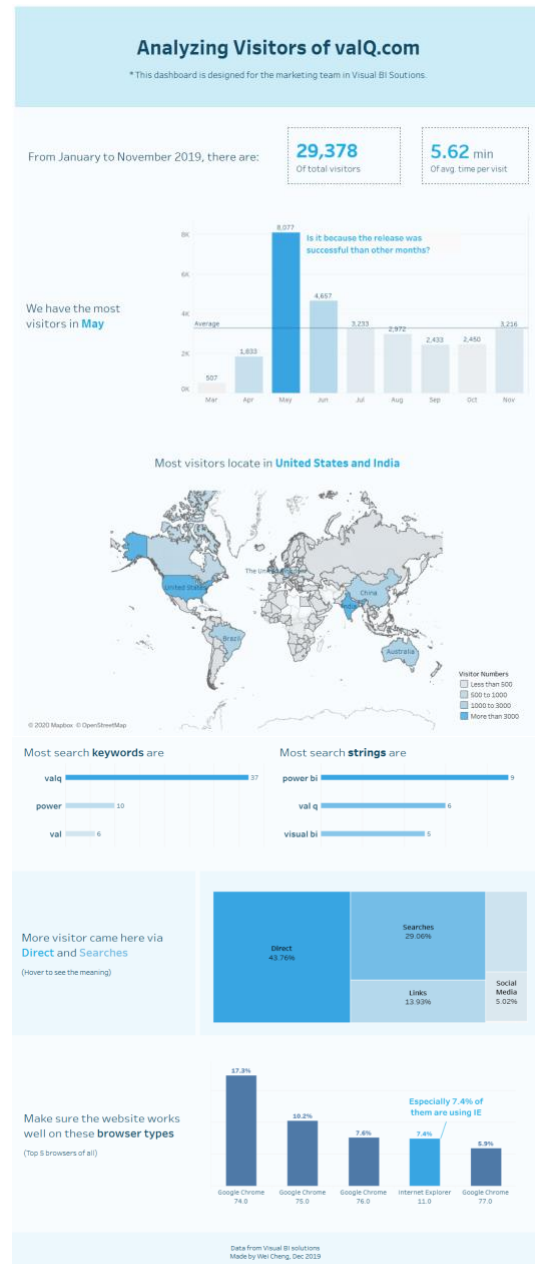 Analyzing Visitors of valQ.com
* This dashboard is designed for the marketing team in Visual BI Soutions.
From January to November 2019, there are:
29,378
Of total visitors
5.62 min
Of avg. time per visit
We have the most
visitors in May
Is it because the release was
successful than other months?
8K
6K
4K
2K
0K
Average
507
1,833
8,077
4,657
3,233
2,972
2,433
2,450
3,216
Mar
Apr
May
Jun
Jul
Aug
Sep
Oct
Nov
Most visitors locate in United States and India
United States
Brazil
The Un
China
India
Australia
Visitor Numbers
Less than 500
500 to 1000
1000 to 3000
More than 3000
© 2020 Mapbox © OpenStreetMap
Most search keywords are
valq 37
power 10
val 6
Most search strings are
power bi 9
val q 6
visual bi 5
More visitor came here via
Direct and Searches
(Hover to see the meaning)
Direct
43.76%
Searches
29.06%
Links
13.93%
Social
Media
5.02%
Make sure the website works
well on these browser types
(Top 5 browsers of all)
Especially 7.4% of
them are using IE
17.3%
10.2%
7.6%
7.4%
5.9%
Google Chrome
74.0
Google Chrome
75.0
Google Chrome
76.0
Internet Explorer
11.0
Google Chrome
77.0
Data from Visual BI solutions
Made by Wei Cheng, Dec 2019